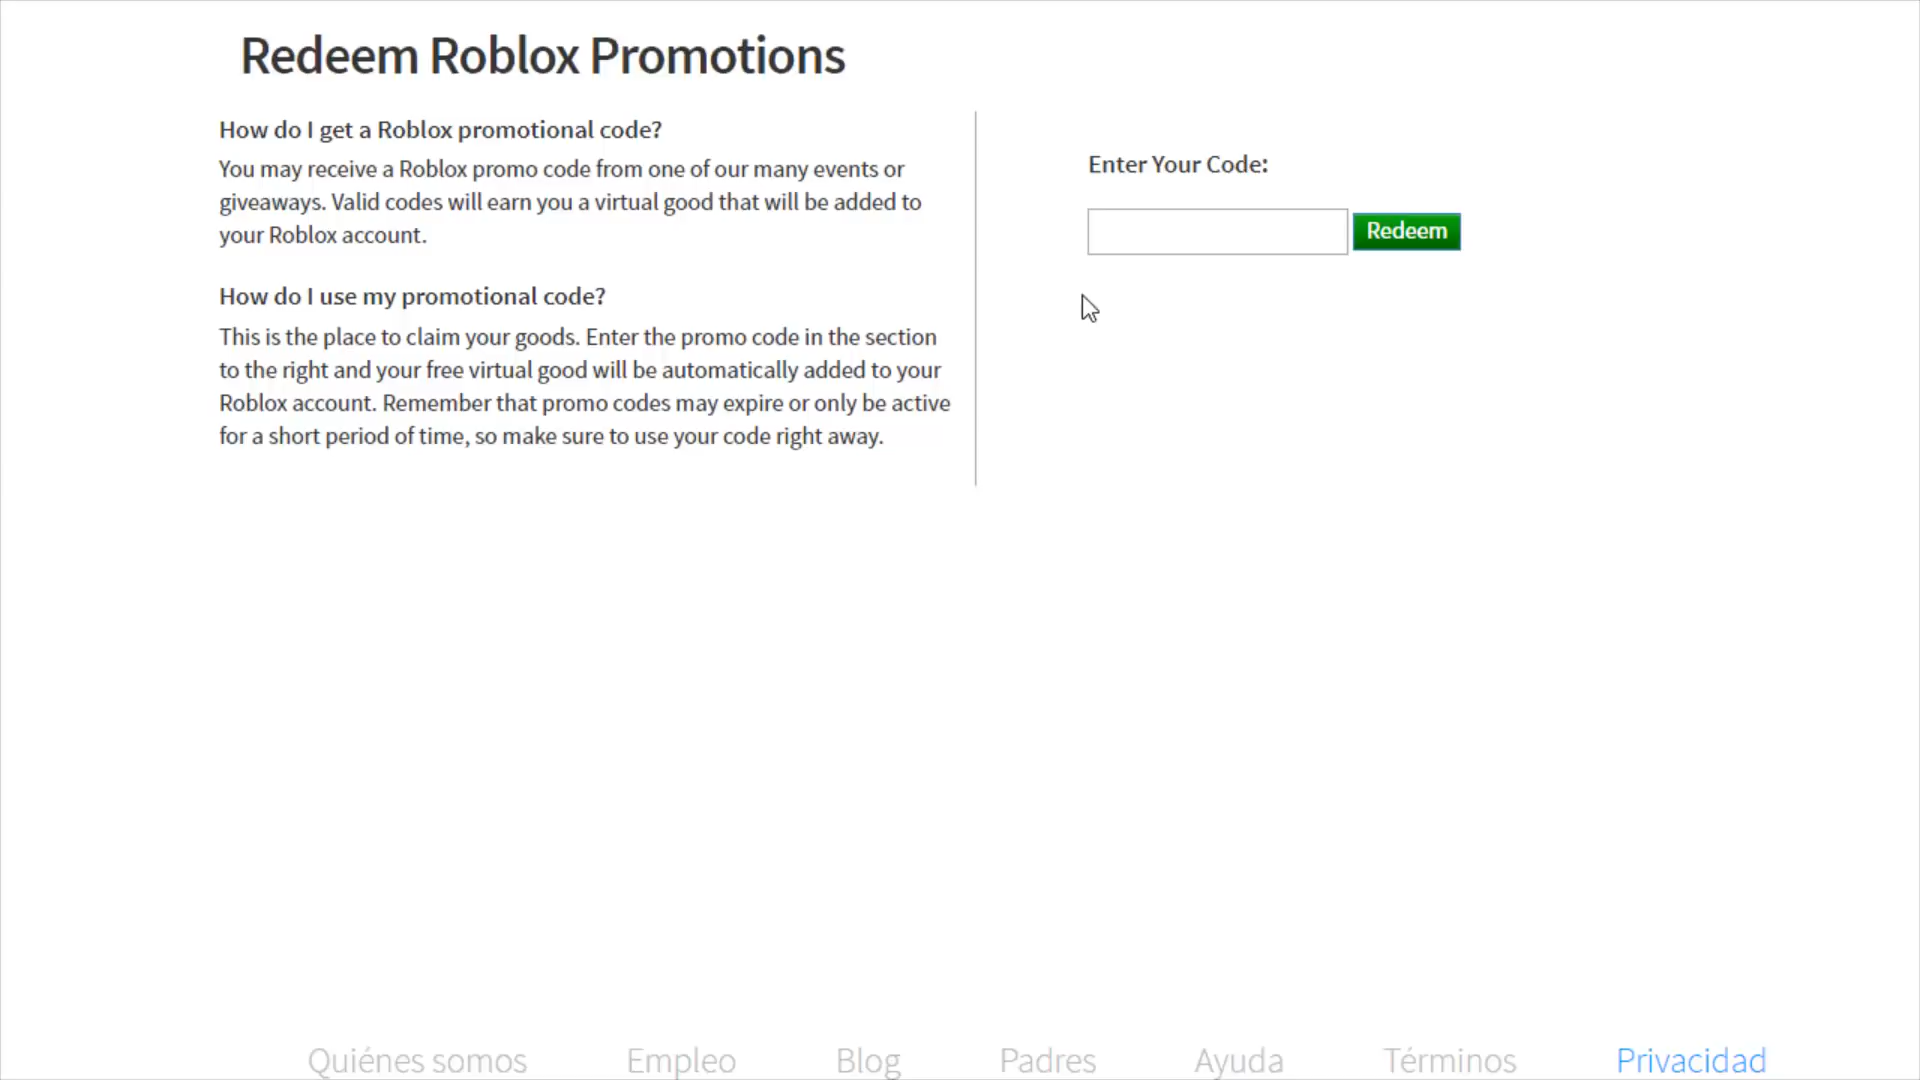 Redeem Roblox Promotions
How do I get a Roblox promotional code?
You may receive a Roblox promo code from one of our many events or
giveaways. Valid codes will earn you a virtual good that will be added to
your Roblox account.
How do I use my promotional code?
This is the place to claim your goods. Enter the promo code in the section
to the right and your free virtual good will be automatically added to your
Roblox account. Remember that promo codes may expire or only be active
for a short period of time, so make sure to use your code right away.
Enter Your Code:
Redeem
Quiénes somos Empleo Blog Padres Ayuda Términos Privacidad